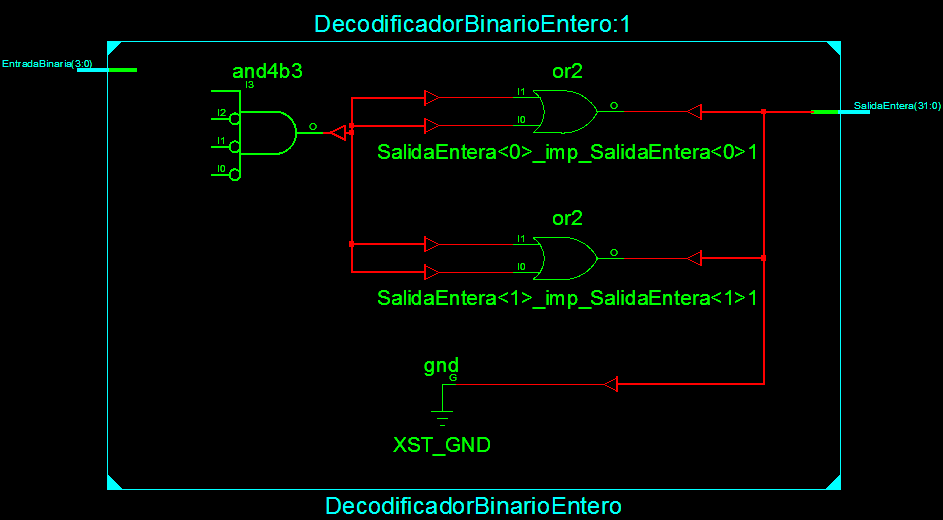 DecodificadorBinarioEntero:1
EntradaBinaria(3:0)
and4b3
or2
I3
I2
I1
I0
O
I1
I0
O
SalidaEntera(31:0)
SalidaEntera<0>_imp_SalidaEntera<0>1
or2
I1
I0
O
SalidaEntera<1>_imp_SalidaEntera<1>1
gnd
G
XST_GND
DecodificadorBinarioEntero